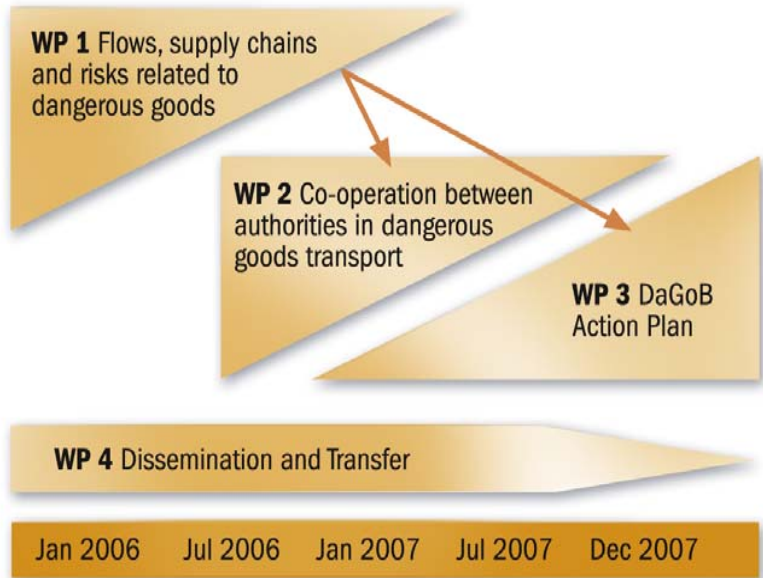 WP 1 Flows, supply chains
and risks related to
dangerous goods
WP 2 Co-operation between
authorities in dangerous
goods transport
WP 3 DaGoB
Action Plan
WP 4 Dissemination and Transfer
Jan 2006 Jul 2006 Jan 2007 Jul 2007 Dec 2007